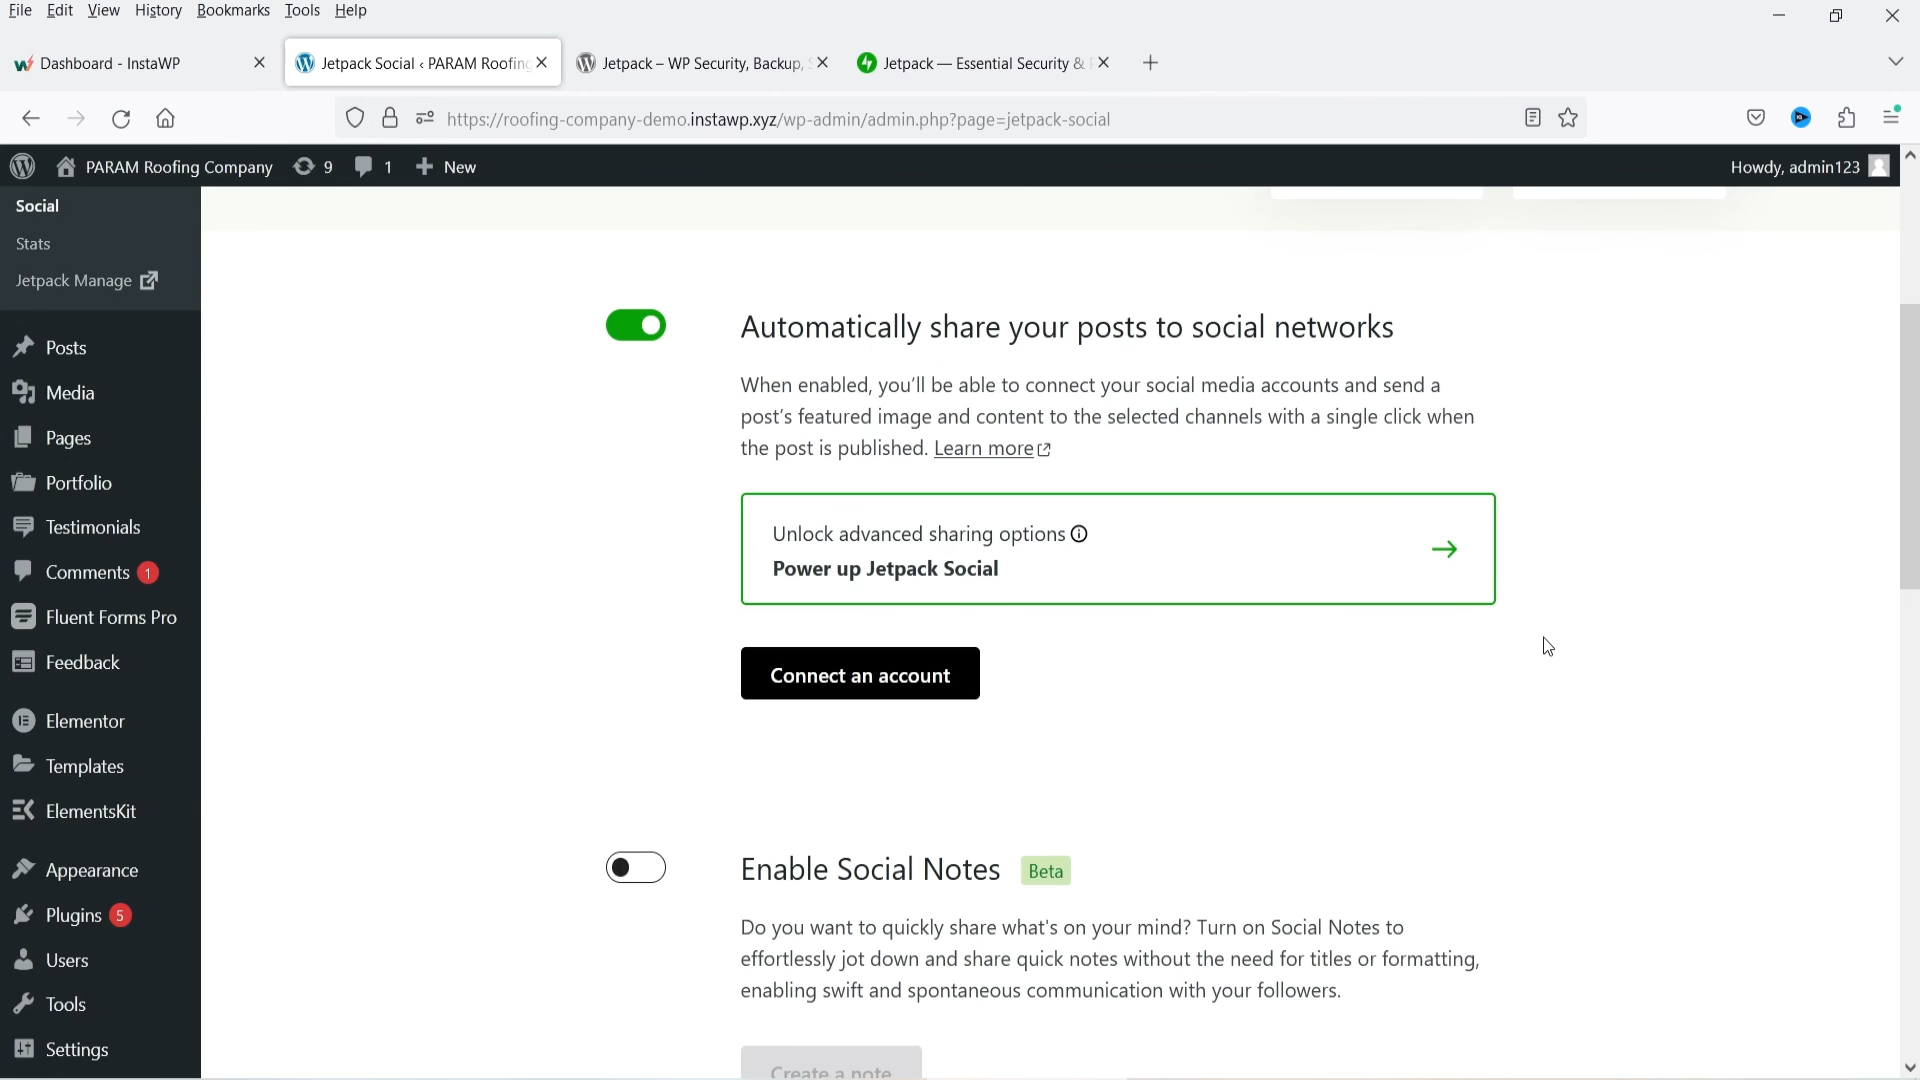 File Edit View History Bookmarks Tools Help
Dashboard - InstaWP
Jetpack Social ‹ PARAM Roofing
Jetpack – WP Security, Backup,
Jetpack — Essential Security &
https://roofing-company-demo.instawp.xyz/wp-admin/admin.php?page=jetpack-social
PARAM Roofing Company 9 1 + New
Howdy, admin123
Social
Stats
Jetpack Manage
Posts
Media
Pages
Portfolio
Testimonials
Comments 1
Fluent Forms Pro
Feedback
Elementor
Templates
ElementsKit
Appearance
Plugins 5
Users
Tools
Settings
Automatically share your posts to social networks
When enabled, you'll be able to connect your social media accounts and send a
post's featured image and content to the selected channels with a single click when
the post is published. Learn more
Unlock advanced sharing options
Power up Jetpack Social
Connect an account
Enable Social Notes Beta
Do you want to quickly share what's on your mind? Turn on Social Notes to
effortlessly jot down and share quick notes without the need for titles or formatting,
enabling swift and spontaneous communication with your followers.
Create a note